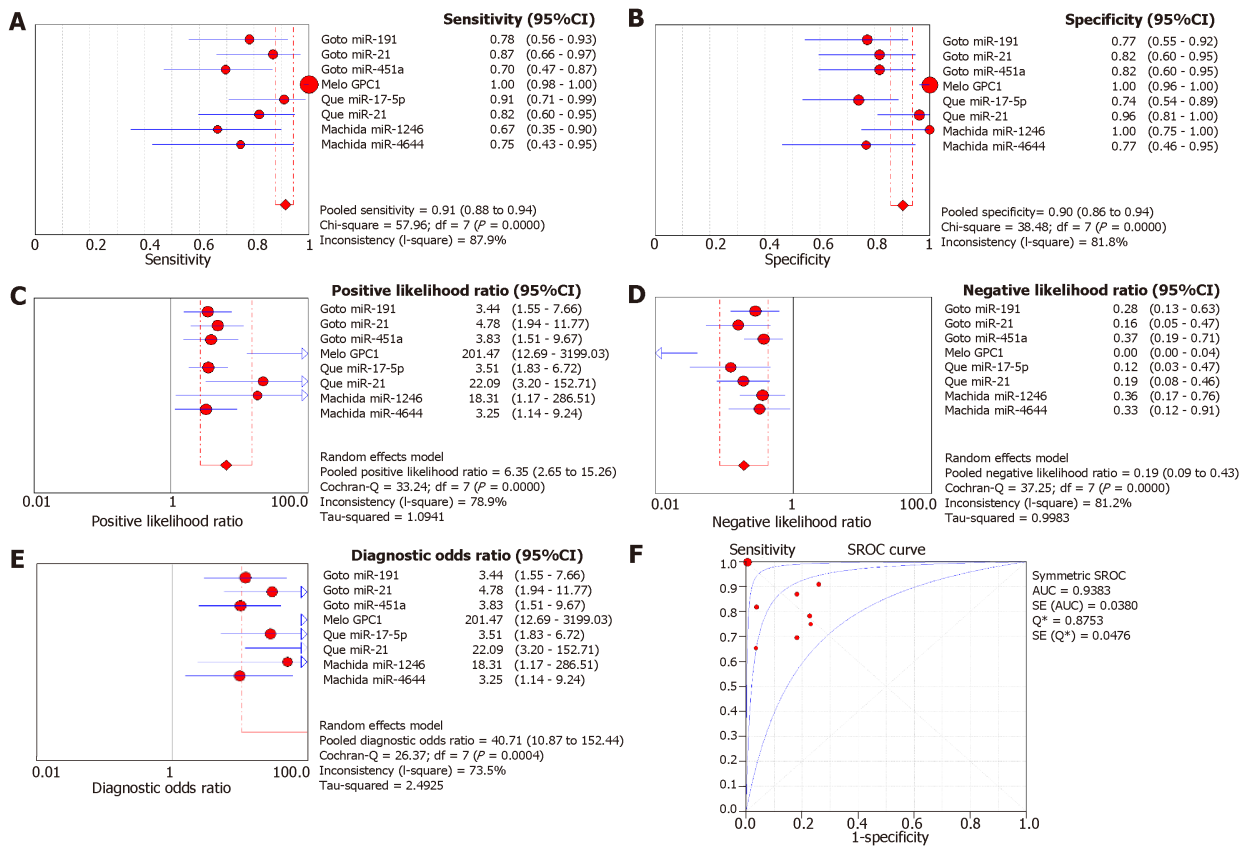 A
Sensitivity (95%CI)
Goto miR-191 0.78 (0.56 - 0.93)
Goto miR-21 0.87 (0.66 - 0.97)
Goto miR-451a 0.70 (0.47 - 0.87)
Melo GPC1 1.00 (0.98 - 1.00)
Que miR-17-5p 0.91 (0.71 - 0.99)
Que miR-21 0.82 (0.60 - 0.95)
Machida miR-1246 0.67 (0.35 - 0.90)
Machida miR-4644 0.75 (0.43 - 0.95)
Pooled sensitivity = 0.91 (0.88 to 0.94)
Chi-square = 57.96; df = 7 (P = 0.0000)
Inconsistency (I-square) = 87.9%
0 0.2 0.4 0.6 0.8 1
Sensitivity
B
Specificity (95%CI)
Goto miR-191 0.77 (0.55 - 0.92)
Goto miR-21 0.82 (0.60 - 0.95)
Goto miR-451a 0.82 (0.60 - 0.95)
Melo GPC1 1.00 (0.96 - 1.00)
Que miR-17-5p 0.74 (0.54 - 0.89)
Que miR-21 0.96 (0.81 - 1.00)
Machida miR-1246 1.00 (0.75 - 1.00)
Machida miR-4644 0.77 (0.46 - 0.95)
Pooled specificity= 0.90 (0.86 to 0.94)
Chi-square = 38.48; df = 7 (P = 0.0000)
Inconsistency (I-square) = 81.8%
0 0.2 0.4 0.6 0.8 1
Specificity
C
Positive likelihood ratio (95%CI)
Goto miR-191 3.44 (1.55 - 7.66)
Goto miR-21 4.78 (1.94 - 11.77)
Goto miR-451a 3.83 (1.51 - 9.67)
Melo GPC1 201.47 (12.69 - 3199.03)
Que miR-17-5p 3.51 (1.83 - 6.72)
Que miR-21 22.09 (3.20 - 152.71)
Machida miR-1246 18.31 (1.17 - 286.51)
Machida miR-4644 3.25 (1.14 - 9.24)
Random effects model
Pooled positive likelihood ratio = 6.35 (2.65 to 15.26)
Cochran-Q = 33.24; df = 7 (P = 0.0000)
Inconsistency (I-square) = 78.9%
Tau-squared = 1.0941
0.01 1 100.0
Positive likelihood ratio
D
Negative likelihood ratio (95%CI)
Goto miR-191 0.28 (0.13 - 0.63)
Goto miR-21 0.16 (0.05 - 0.47)
Goto miR-451a 0.37 (0.19 - 0.71)
Melo GPC1 0.00 (0.00 - 0.04)
Que miR-17-5p 0.12 (0.03 - 0.47)
Que miR-21 0.19 (0.08 - 0.46)
Machida miR-1246 0.36 (0.17 - 0.76)
Machida miR-4644 0.33 (0.12 - 0.91)
Random effects model
Pooled negative likelihood ratio = 0.19 (0.09 to 0.43)
Cochran-Q = 37.25; df = 7 (P = 0.0000)
Inconsistency (I-square) = 81.2%
Tau-squared = 0.9983
0.01 1 100.0
Negative likelihood ratio
E
Diagnostic odds ratio (95%CI)
Goto miR-191 3.44 (1.55 - 7.66)
Goto miR-21 4.78 (1.94 - 11.77)
Goto miR-451a 3.83 (1.51 - 9.67)
Melo GPC1 201.47 (12.69 - 3199.03)
Que miR-17-5p 3.51 (1.83 - 6.72)
Que miR-21 22.09 (3.20 - 152.71)
Machida miR-1246 18.31 (1.17 - 286.51)
Machida miR-4644 3.25 (1.14 - 9.24)
Random effects model
Pooled diagnostic odds ratio = 40.71 (10.87 to 152.44)
Cochran-Q = 26.37; df = 7 (P = 0.0004)
Inconsistency (I-square) = 73.5%
Tau-squared = 2.4925
0.01 1 100.0
Diagnostic odds ratio
F
Sensitivity SROC curve
1.0
0.9
0.8
0.7
0.6
0.5
0.4
0.3
0.2
0.1
0.0
0.0 0.2 0.4 0.6 0.8 1.0
1-specificity
Symmetric SROC
AUC = 0.9383
SE (AUC) = 0.0380
Q* = 0.8753
SE (Q*) = 0.0476